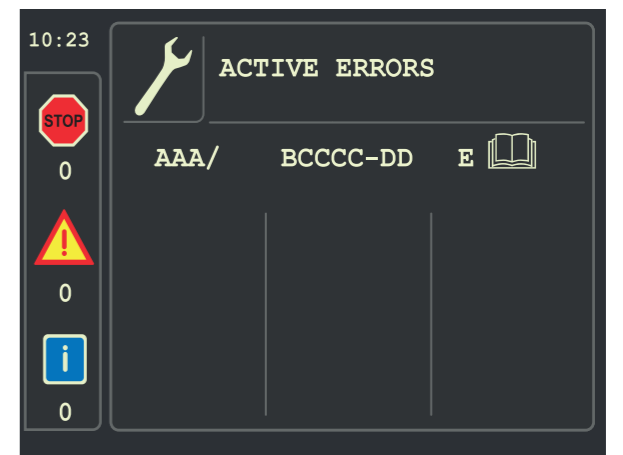 10:23
ACTIVE ERRORS
STOP
0
AAA/ BCCCC-DD E
0
i
0